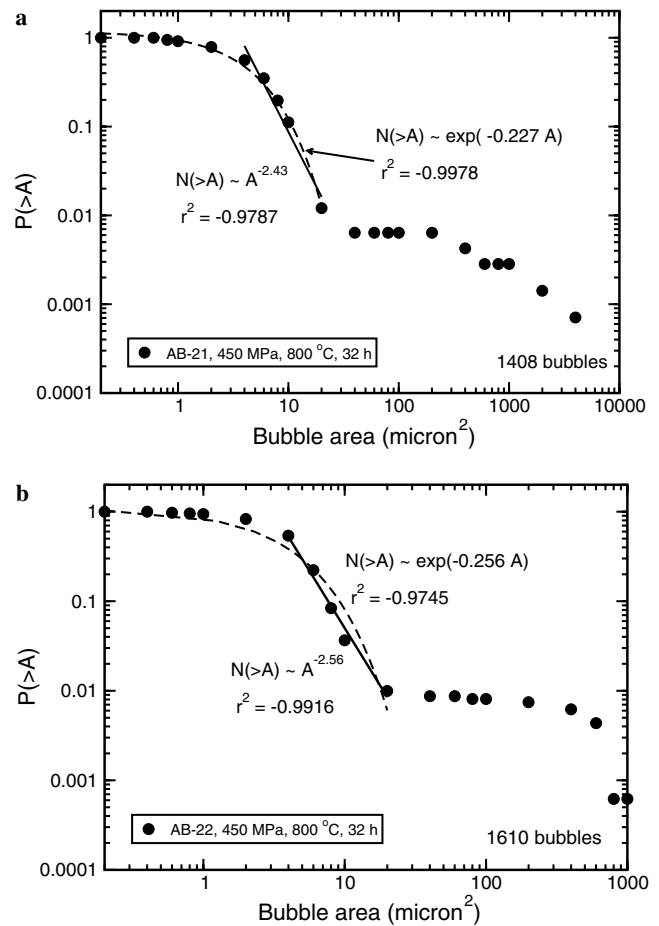 a
1
0.1
0.01
0.001
0.0001
P(>A)
N(>A) ~ exp( -0.227 A)
r² = -0.9978
N(>A) ~ A^-2.43
r² = -0.9787
AB-21, 450 MPa, 800 °C, 32 h
1408 bubbles
1 10 100 1000 10000
Bubble area (micron²)
b
1
0.1
0.01
0.001
0.0001
P(>A)
N(>A) ~ exp(-0.256 A)
r² = -0.9745
N(>A) ~ A^-2.56
r² = -0.9916
AB-22, 450 MPa, 800 °C, 32 h
1610 bubbles
1 10 100 1000
Bubble area (micron²)